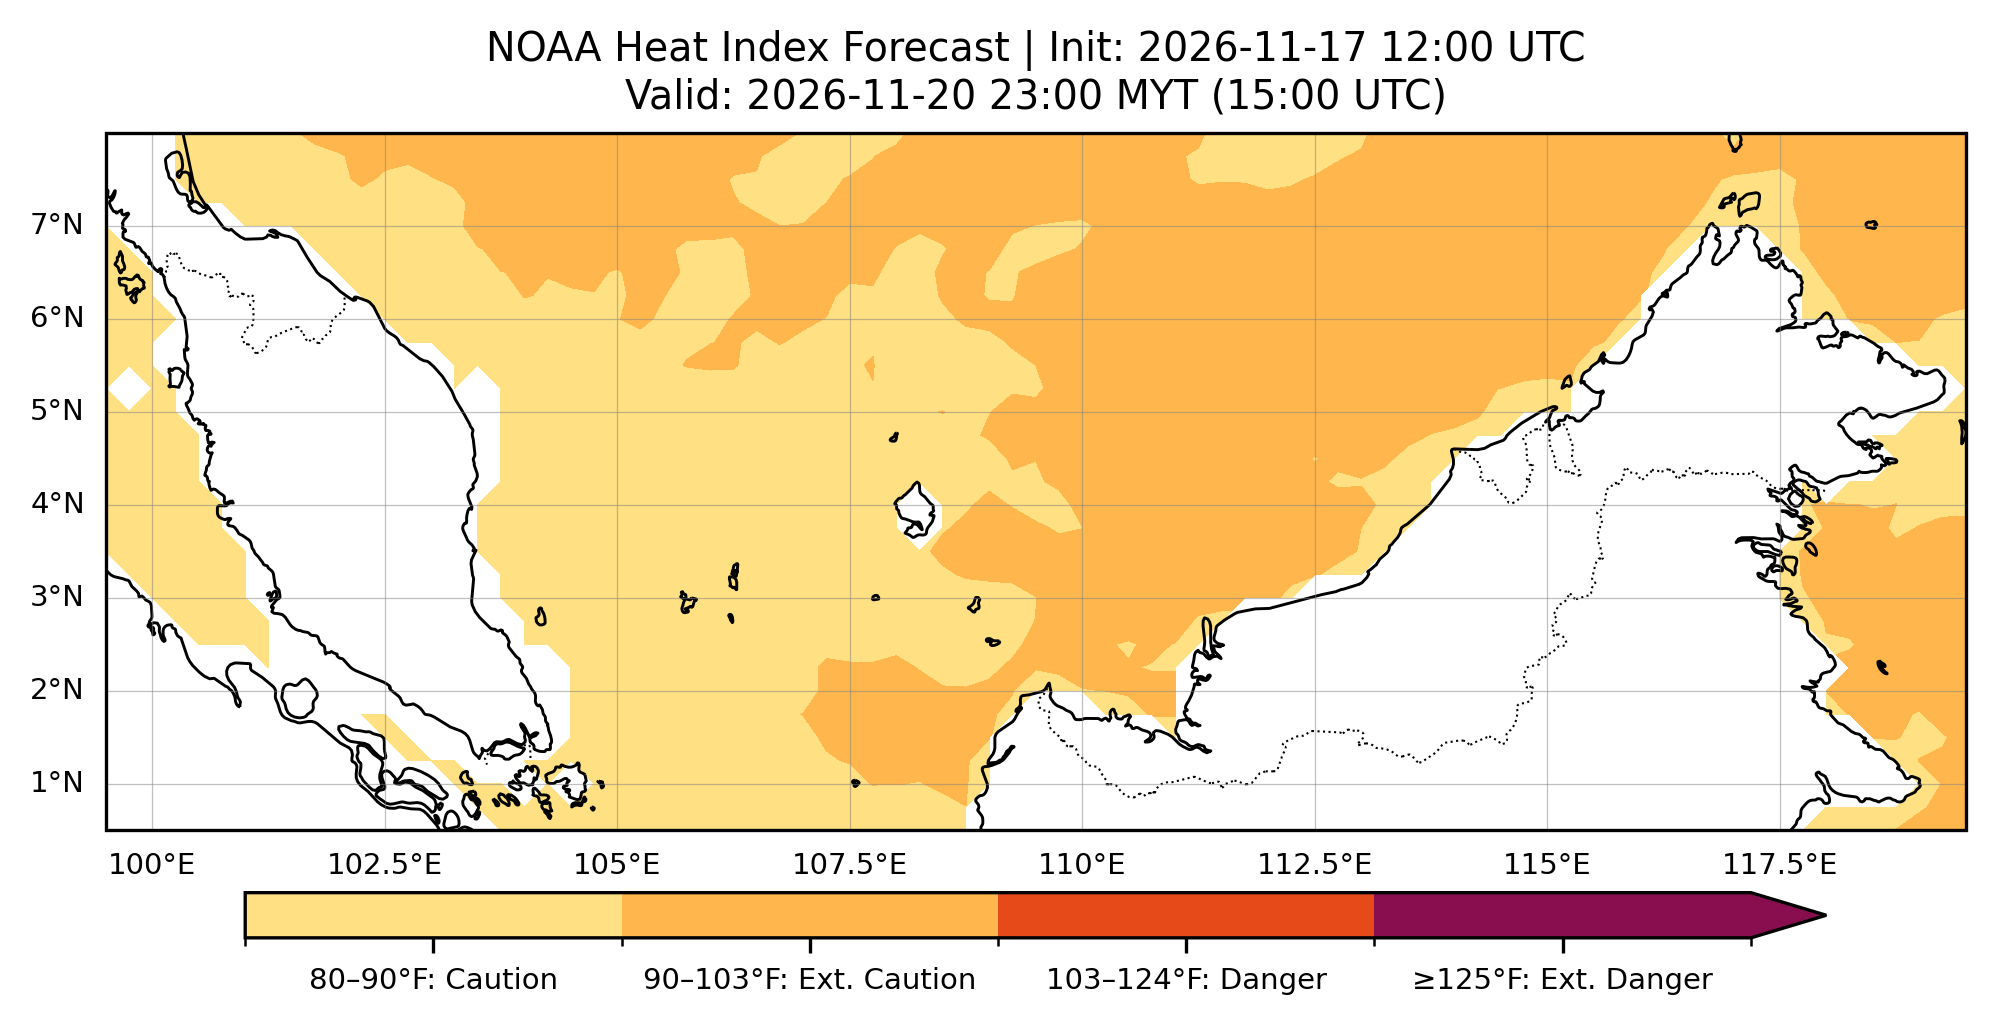 NOAA Heat Index Forecast | Init: 2026-11-17 12:00 UTC
Valid: 2026-11-20 23:00 MYT (15:00 UTC)
7°N
6°N
5°N
4°N
3°N
2°N
1°N
100°E 102.5°E 105°E 107.5°E 110°E 112.5°E 115°E 117.5°E
80–90°F: Caution 90–103°F: Ext. Caution 103–124°F: Danger ≥125°F: Ext. Danger